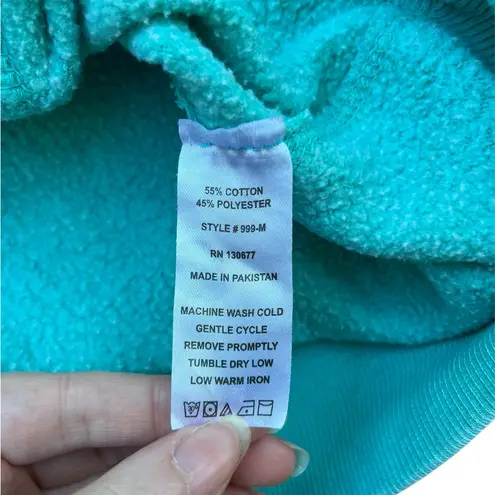 55% COTTON
45% POLYESTER
STYLE # 999-M
RN 130677
MADE IN PAKISTAN
MACHINE WASH COLD
GENTLE CYCLE
REMOVE PROMPTLY
TUMBLE DRY LOW
LOW WARM IRON